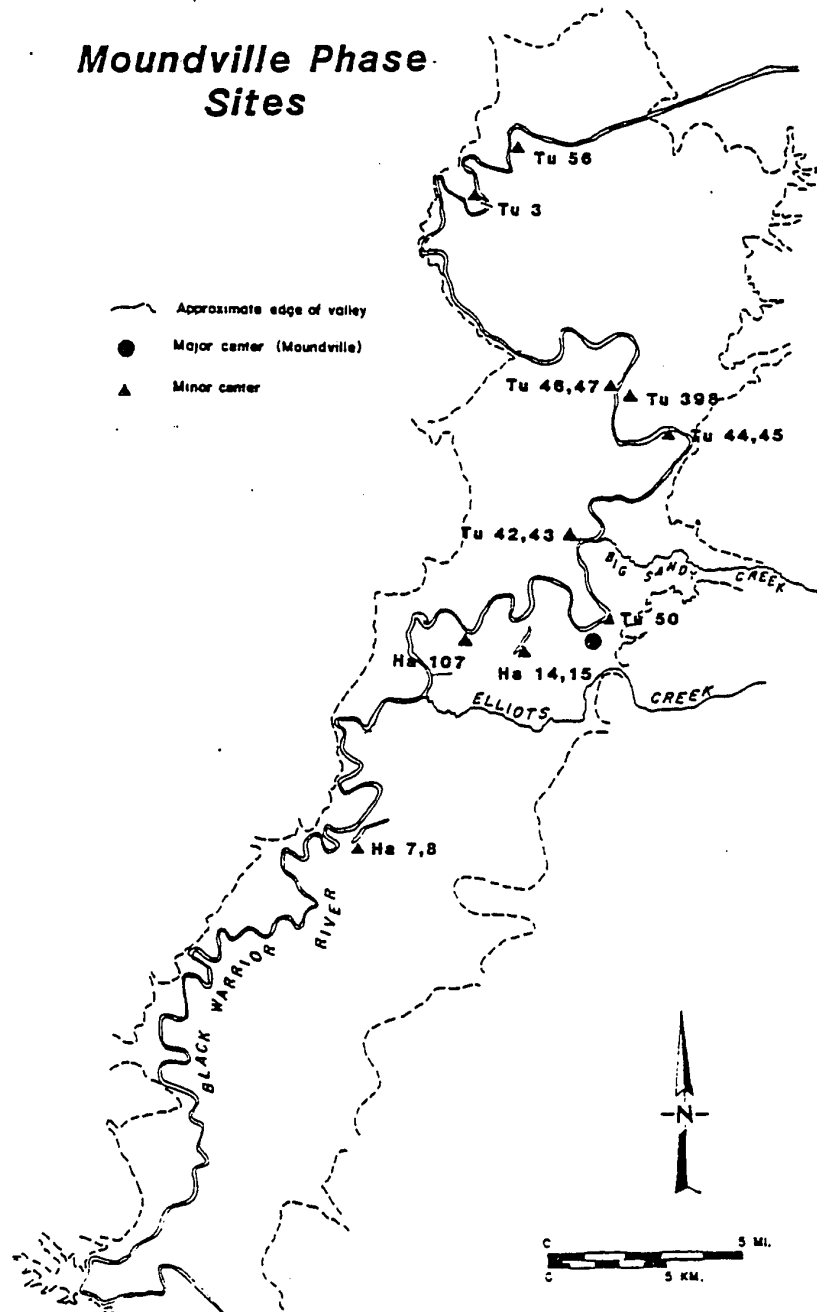 Moundville Phase
Sites
Tu 56
Tu 3
Approximate edge of valley
Major center (Moundville)
Minor center
Tu 46,47
Tu 398
Tu 44,45
Tu 42,43
BIG SANDY CREEK
Tu 50
Ha 107
Ha 14,15
ELLIOTS CREEK
Ha 7,8
BLACK WARRIOR RIVER
N
0 5 MI.
0 5 KM.